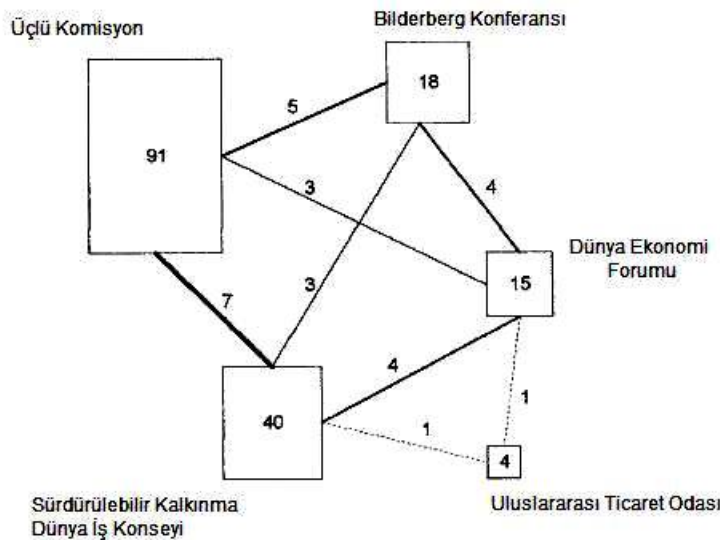 Üçlü Komisyon
Bilderberg Konferansı
91
18
5
3
4
Dünya Ekonomi
Forumu
15
3
7
4
40
1
1
4
Sürdürülebilir Kalkınma
Dünya İş Konseyi
Uluslararası Ticaret Odası